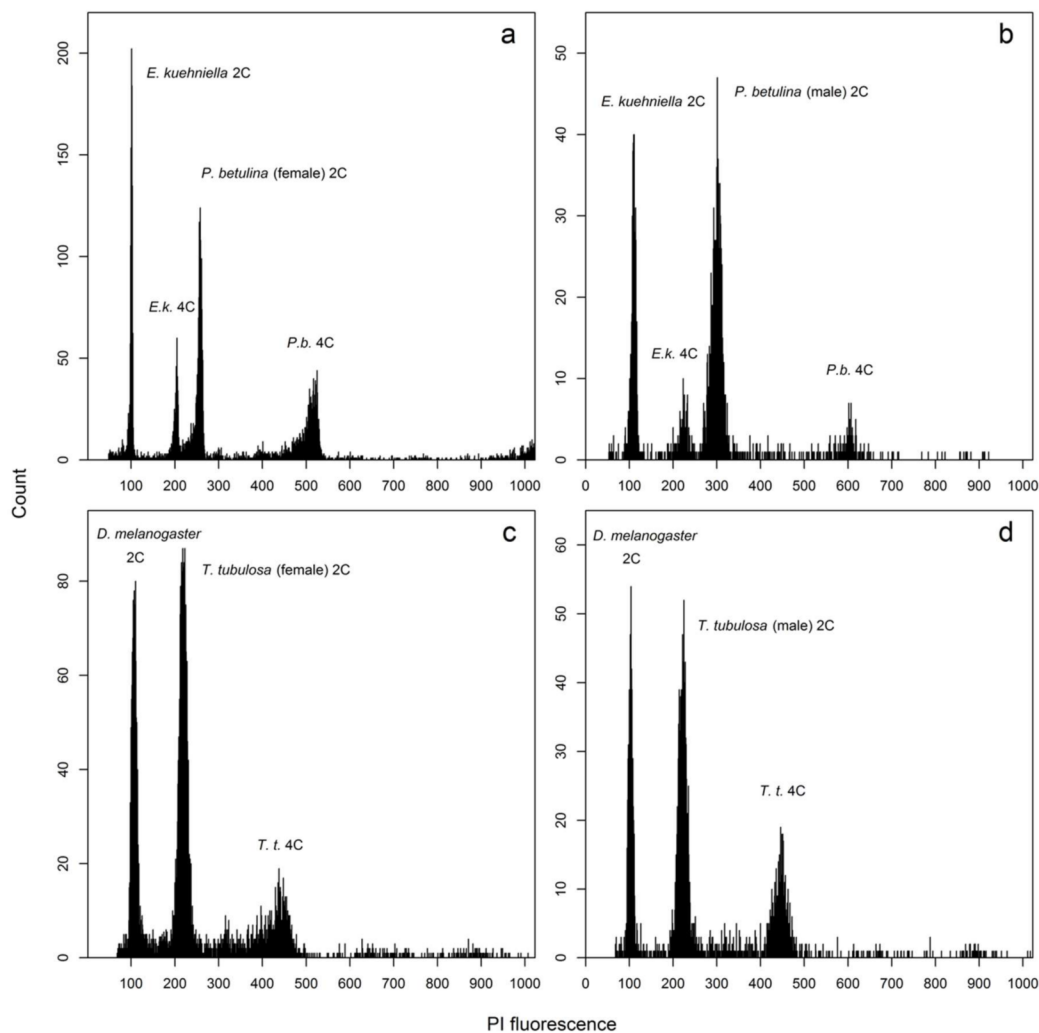 a
E. kuehniella 2C
P. betulina (female) 2C
E.k. 4C
P.b. 4C
200
150
100
50
0
100 200 300 400 500 600 700 800 900 1000
b
E. kuehniella 2C
P. betulina (male) 2C
E.k. 4C
P.b. 4C
50
40
30
20
10
0
0 100 200 300 400 500 600 700 800 900 1000
Count
c
D. melanogaster
2C
T. tubulosa (female) 2C
T. t. 4C
80
60
40
20
0
100 200 300 400 500 600 700 800 900 1000
d
D. melanogaster
2C
T. tubulosa (male) 2C
T. t. 4C
60
50
40
30
20
10
0
0 100 200 300 400 500 600 700 800 900 1000
PI fluorescence